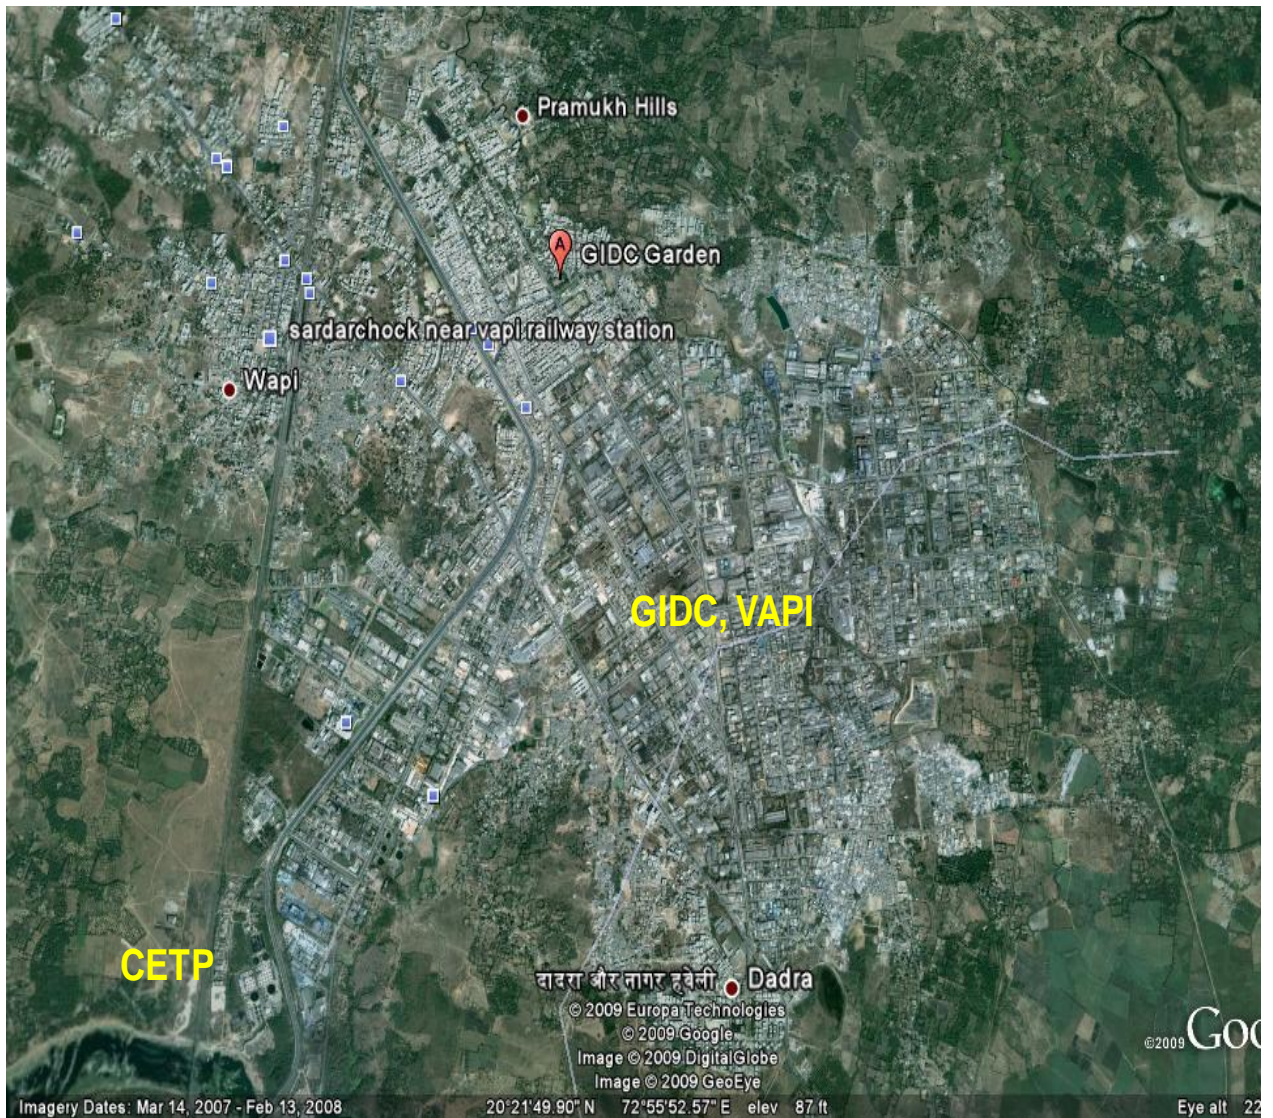 Pramukh Hills
GIDC Garden
A
sardarchock near vapi railway station
Wapi
GIDC, VAPI
CETP
दादरा और नागर हवेली
Dadra
© 2009 Europa Technologies
© 2009 Google
Image © 2009 DigitalGlobe
Image © 2009 GeoEye
©2009 Goo
Imagery Dates: Mar 14, 2007 - Feb 13, 2008
20°21'49.90" N 72°55'52.57" E elev 87 ft
Eye alt 22